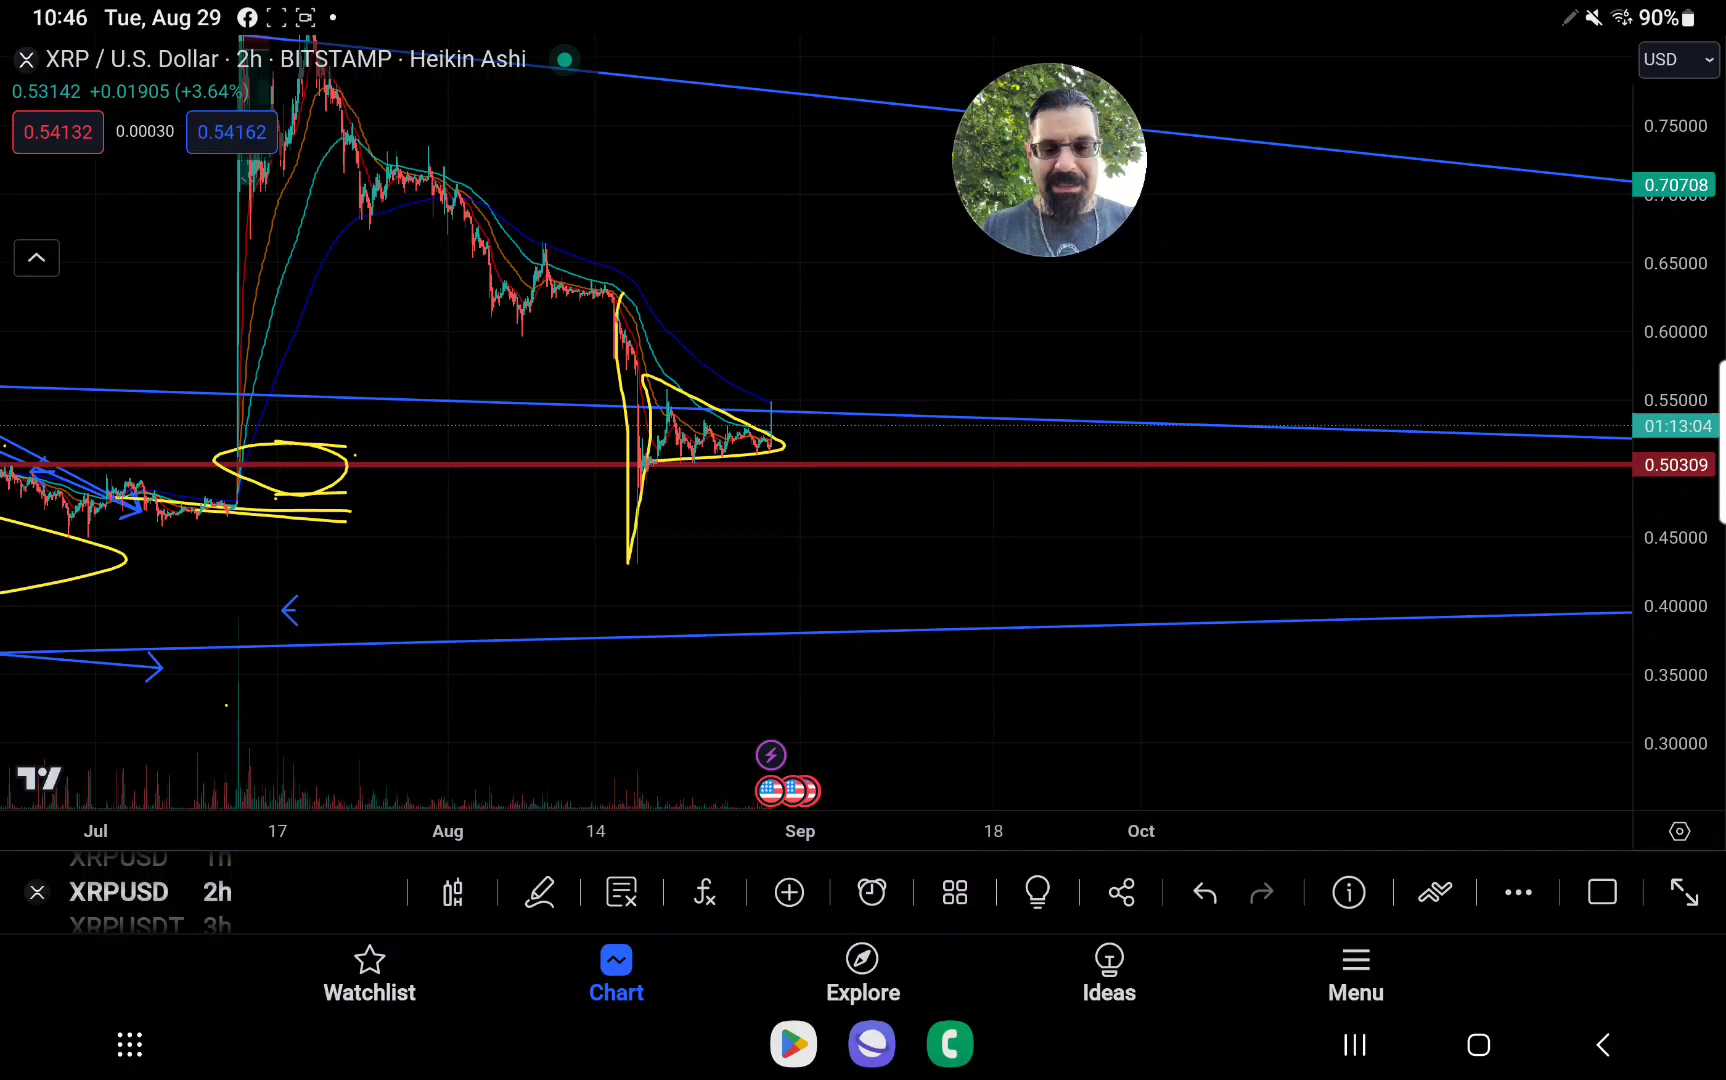 10:46 Tue, Aug 29
90%
XRP / U.S. Dollar · 2h · BITSTAMP · Heikin Ashi
USD
0.53142 +0.01905 (+3.64%)
0.54132 0.00030 0.54162
0.75000
0.70708
0.70000
0.65000
0.60000
0.55000
01:13:04
0.50309
0.45000
0.40000
0.35000
0.30000
Jul 17 Aug 14 Sep 18 Oct
XRPUSD 1h
XRPUSD 2h
XRPUSDT 3h
Watchlist Chart Explore Ideas Menu